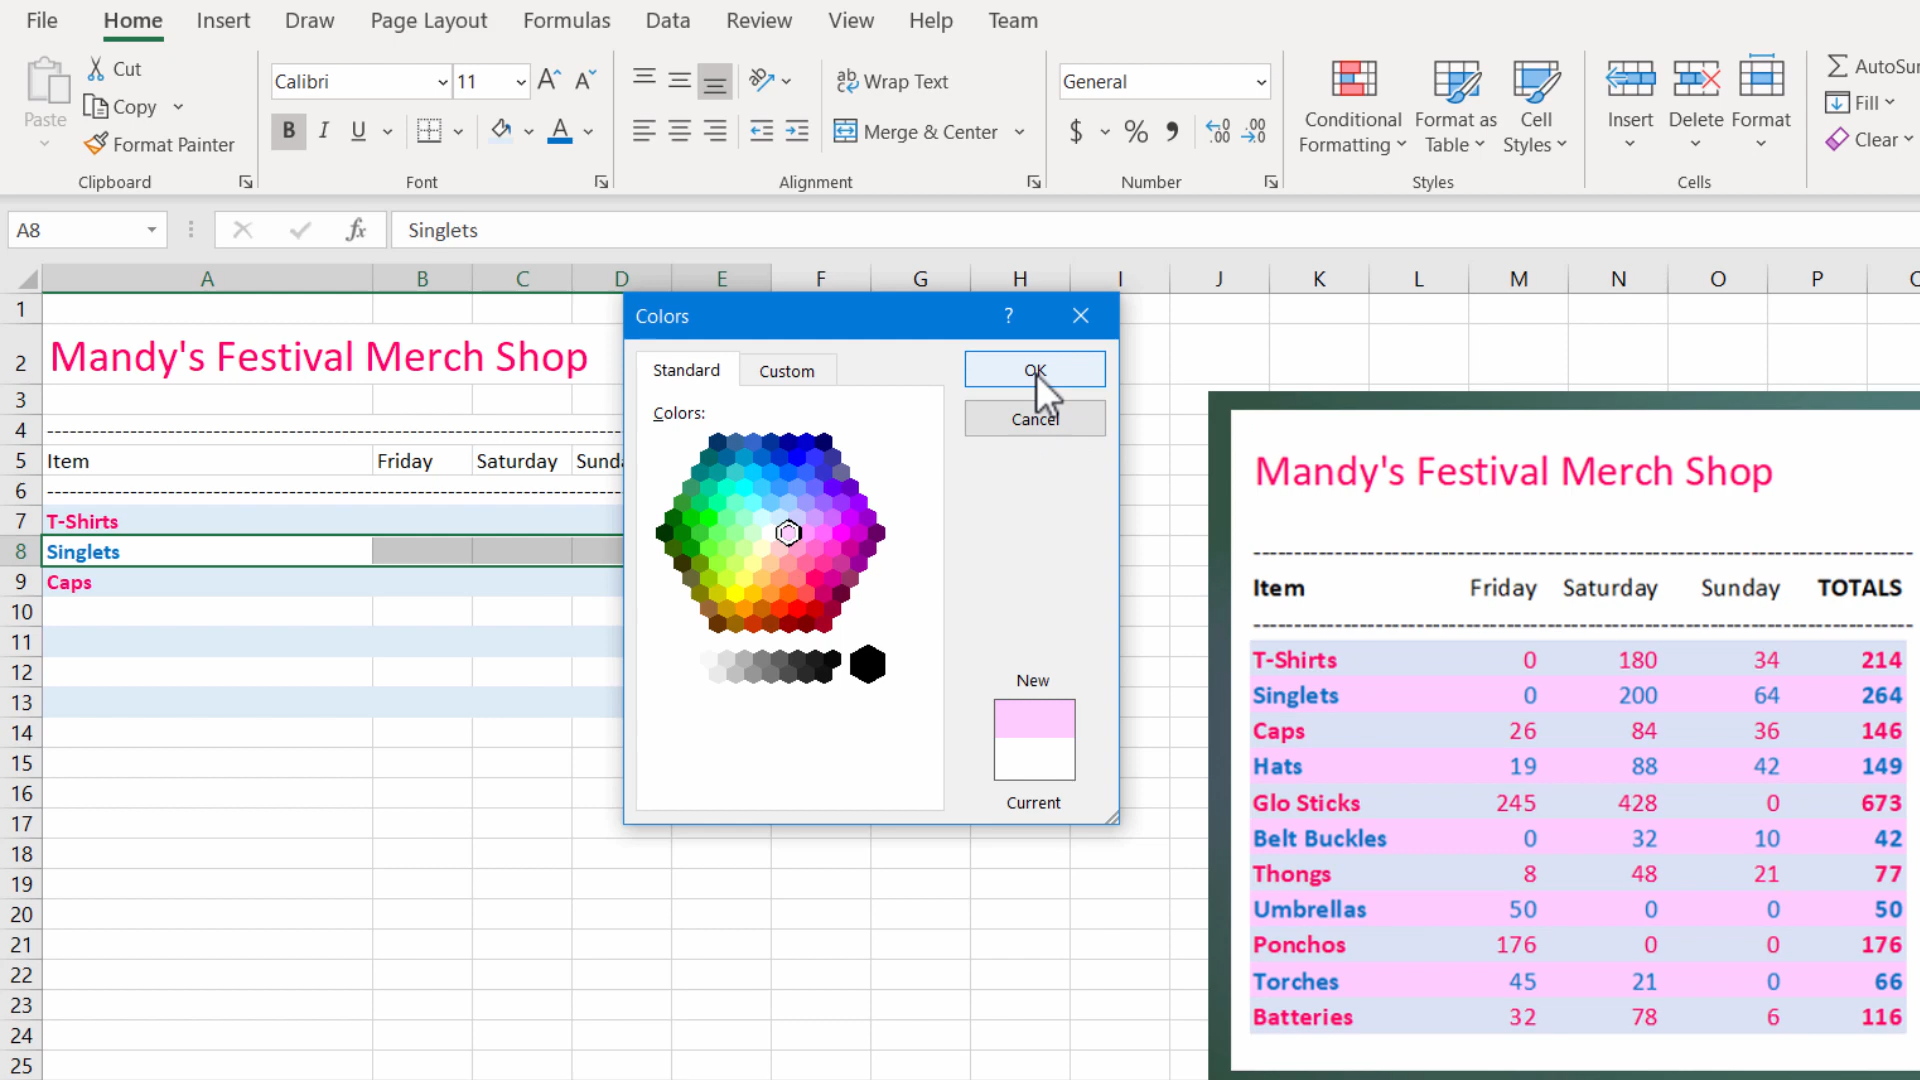 File Home Insert Draw Page Layout Formulas Data Review View Help Team
Paste
Cut
Copy
Format Painter
Clipboard
Calibri 11
B I U A
Font
Wrap Text
Merge & Center
Alignment
General
$ % ,
Number
Conditional Formatting
Format as Table
Cell Styles
Styles
Insert Delete Format
Cells
Fill
Clear
A8 fx Singlets
A B C D E F G H I J K L M N O P
1
2 Mandy's Festival Merch Shop
3
4 ------------------------------------------------
5 Item Friday Saturday
6 ------------------------------------------------
7 T-Shirts
8 Singlets
9 Caps
10
11
12
13
14
15
16
17
18
19
20
21
22
23
24
25
Colors ?
Standard Custom
Colors:
OK
Cancel
New
Current
Mandy's Festival Merch Shop
------------------------------------------------
Item Friday Saturday Sunday TOTALS
------------------------------------------------
T-Shirts 0 180 34 214
Singlets 0 200 64 264
Caps 26 84 36 146
Hats 19 88 42 149
Glo Sticks 245 428 0 673
Belt Buckles 0 32 10 42
Thongs 8 48 21 77
Umbrellas 50 0 0 50
Ponchos 176 0 0 176
Torches 45 21 0 66
Batteries 32 78 6 116